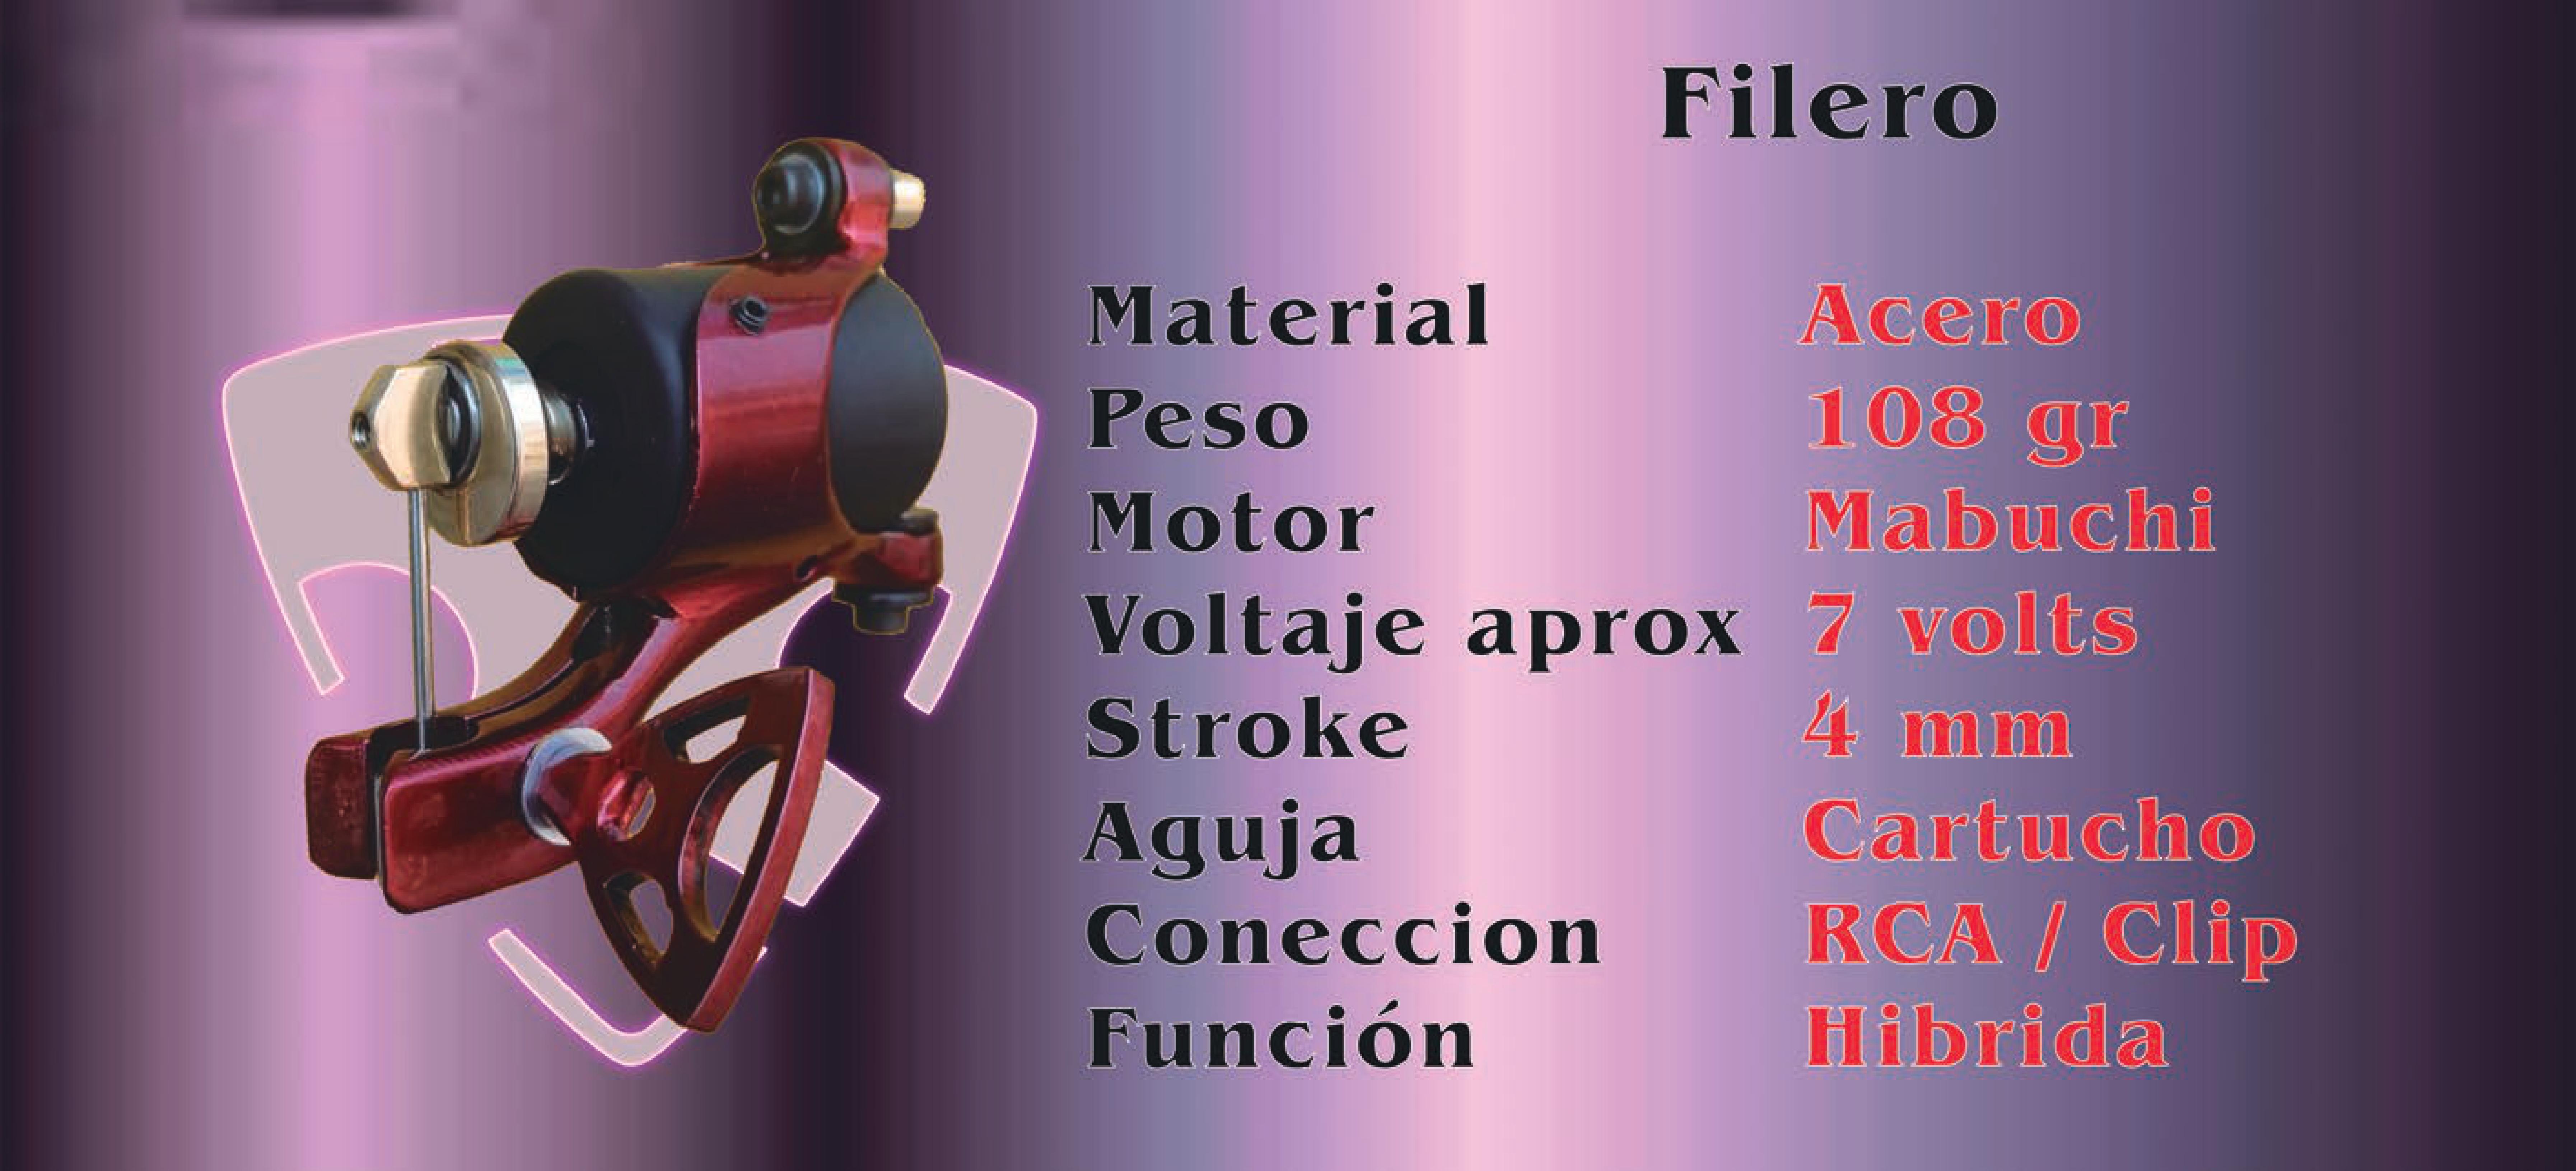 Filero
Material Acero
Peso 108 gr
Motor Mabuchi
Voltaje aprox 7 volts
Stroke 4 mm
Aguja Cartucho
Coneccion RCA / Clip
Función Hibrida